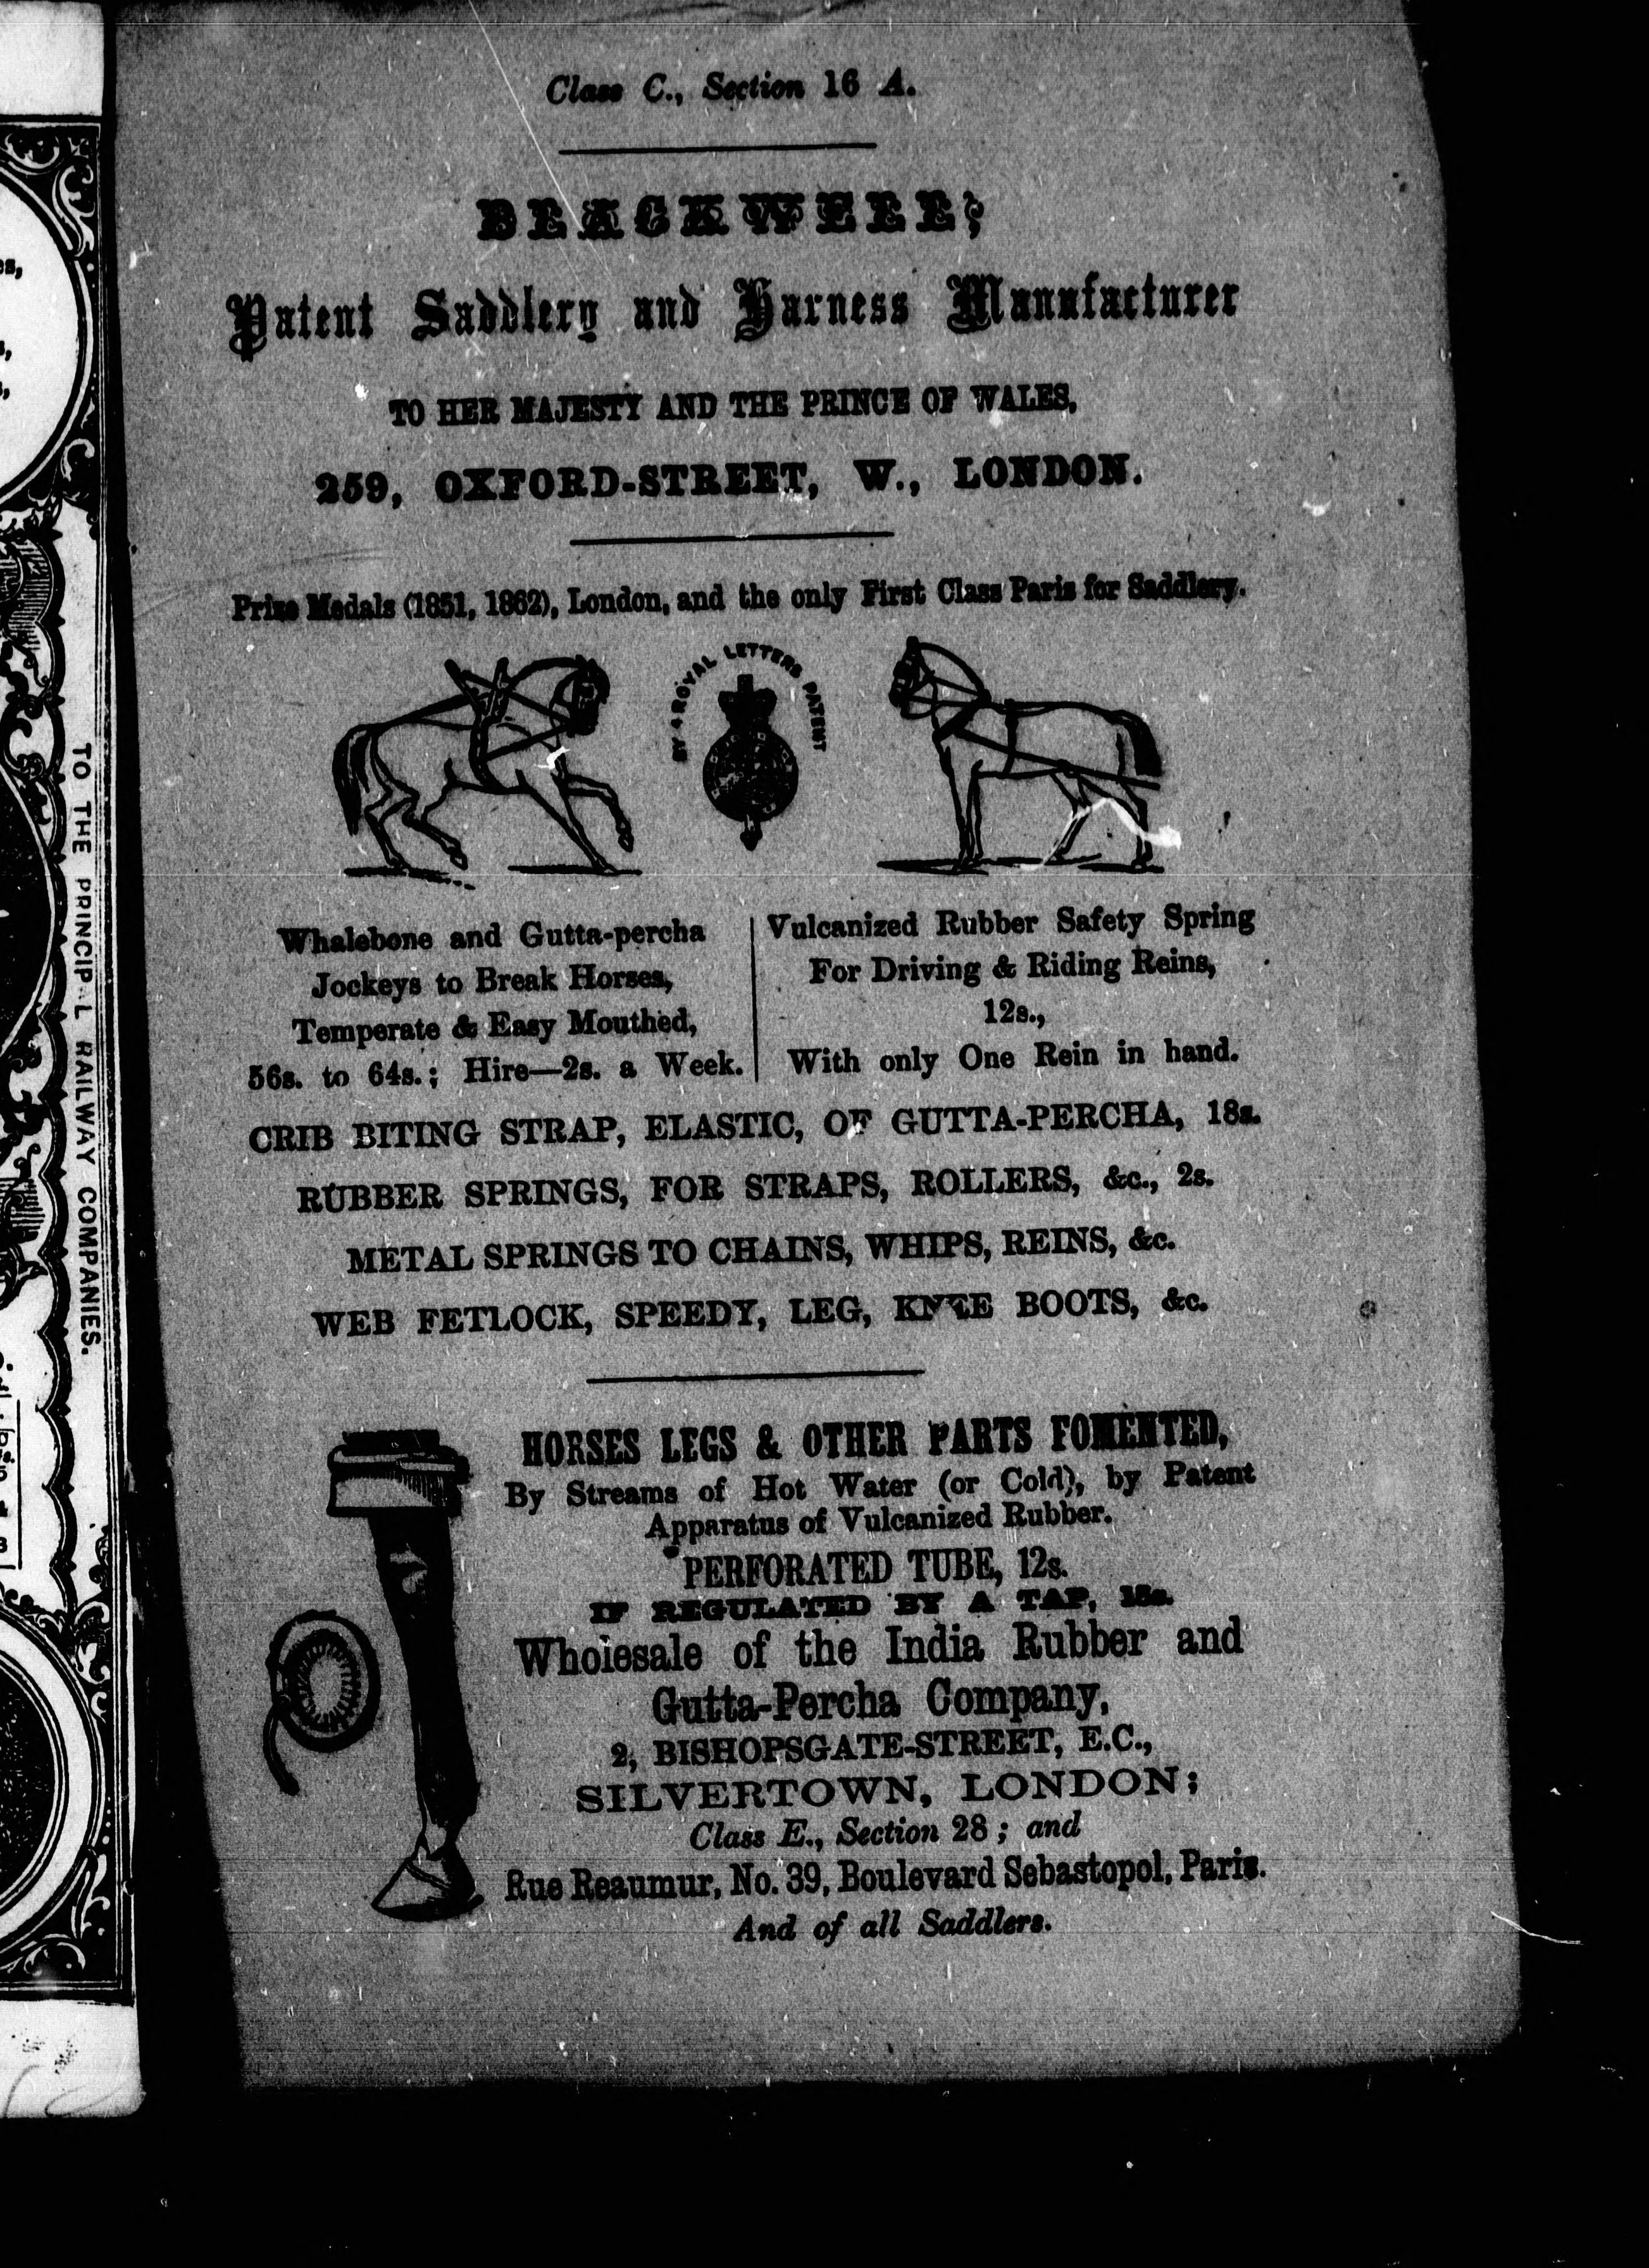 Class C., Section 16 A.
BLACKWELL,
Patent Saddlery and Harness Manufacturer
TO HER MAJESTY AND THE PRINCE OF WALES,
259, OXFORD-STREET, W., LONDON.
Prize Medals (1851, 1862), London, and the only First Class Paris for Saddlery.
BY 4 ROYAL LETTERS PATENT
Whalebone and Gutta-percha
Jockeys to Break Horses,
Temperate & Easy Mouthed,
56s. to 64s.; Hire—2s. a Week.
Vulcanized Rubber Safety Spring
For Driving & Riding Reins,
12s.,
With only One Rein in hand.
CRIB BITING STRAP, ELASTIC, OF GUTTA-PERCHA, 18s.
RUBBER SPRINGS, FOR STRAPS, ROLLERS, &c., 2s.
METAL SPRINGS TO CHAINS, WHIPS, REINS, &c.
WEB FETLOCK, SPEEDY, LEG, KNEE BOOTS, &c.
HORSES LEGS & OTHER PARTS FOMENTED,
By Streams of Hot Water (or Cold), by Patent
Apparatus of Vulcanized Rubber.
PERFORATED TUBE, 12s.
IF REGULATED BY A TAP, 15s.
Wholesale of the India Rubber and
Gutta-Percha Company,
2, BISHOPSGATE-STREET, E.C.,
SILVERTOWN, LONDON;
Class E., Section 28; and
Rue Reaumur, No. 39, Boulevard Sebastopol, Paris.
And of all Saddlers.
TO THE PRINCIPAL RAILWAY COMPANIES.